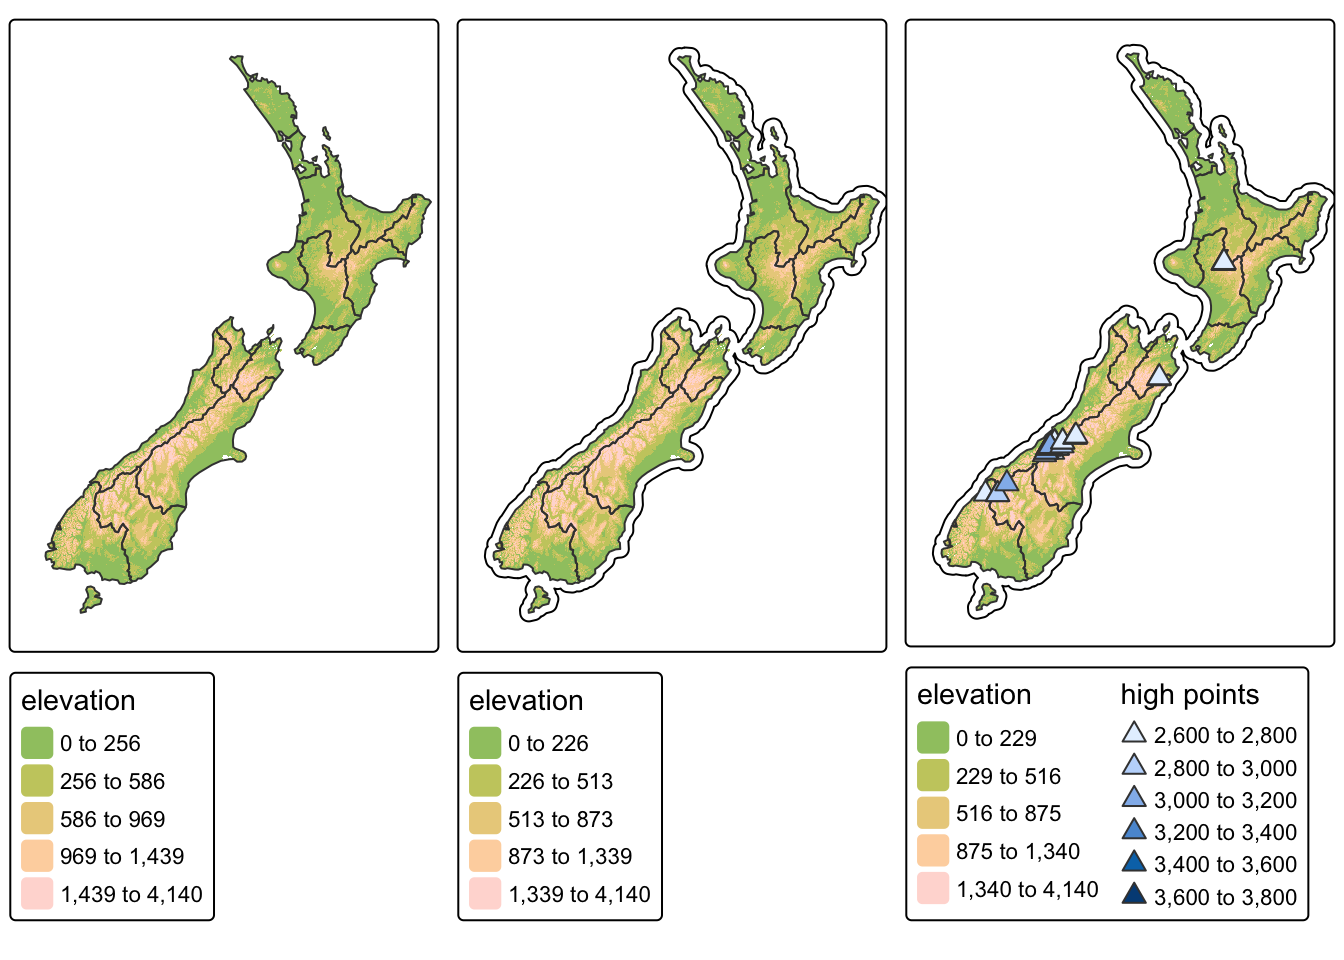 elevation
0 to 256
256 to 586
586 to 969
969 to 1,439
1,439 to 4,140
elevation
0 to 226
226 to 513
513 to 873
873 to 1,339
1,339 to 4,140
elevation
0 to 229
229 to 516
516 to 875
875 to 1,340
1,340 to 4,140
high points
2,600 to 2,800
2,800 to 3,000
3,000 to 3,200
3,200 to 3,400
3,400 to 3,600
3,600 to 3,800